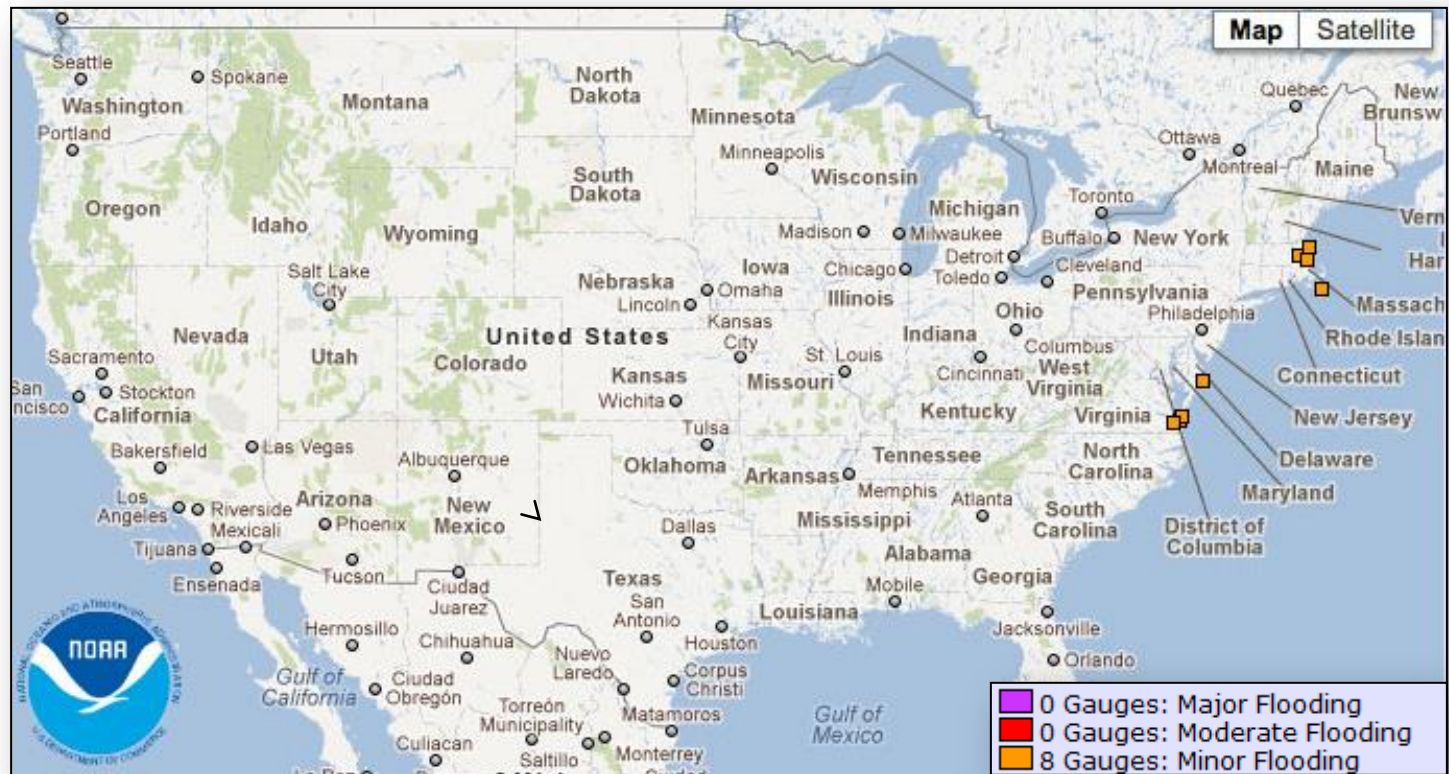 Map Satellite
Seattle
Spokane
Washington
Montana
North
Dakota
Minnesota
Quebec
New
Brunsw
Portland
Minneapolis
Ottawa
Montreal
Maine
South
Dakota
Wisconsin
Oregon
Idaho
Wyoming
Michigan
Toronto
Vern
Madison
Milwaukee
Buffalo
New York
Har
Salt Lake
City
Nebraska
Iowa
Chicago
Detroit
Toledo
Cleveland
Lincoln
Omaha
Illinois
Pennsylvania
Massach
Nevada
United States
Kansas
City
Indiana
Ohio
Philadelphia
Rhode Islan
Sacramento
Utah
Colorado
St. Louis
Columbus
San
ncisco
Stockton
California
Kansas
Missouri
Cincinnati
West
Virginia
Connecticut
Wichita
Kentucky
Virginia
New Jersey
Bakersfield
Las Vegas
Albuquerque
Tulsa
Oklahoma
Arkansas
Tennessee
North
Carolina
Delaware
Los
Angeles
Riverside
Arizona
New
Mexico
Memphis
Atlanta
Maryland
Mexicali
Phoenix
Dallas
Mississippi
South
Carolina
District of
Columbia
Tijuana
Ensenada
Tucson
Ciudad
Juarez
Texas
Alabama
Georgia
Mobile
San
Antonio
Louisiana
Houston
Jacksonville
NATIONAL OCEANIC AND ATMOSPHERIC ADMINISTRATION
NOAA
U.S. DEPARTMENT OF COMMERCE
Hermosillo
Chihuahua
Nuevo
Laredo
Orlando
Gulf of
California
Ciudad
Obregón
Corpus
Christi
Torreón
Municipality
Matamoros
Gulf of
Mexico
Culiacan
Saltillo
Monterrey
0 Gauges: Major Flooding
0 Gauges: Moderate Flooding
8 Gauges: Minor Flooding